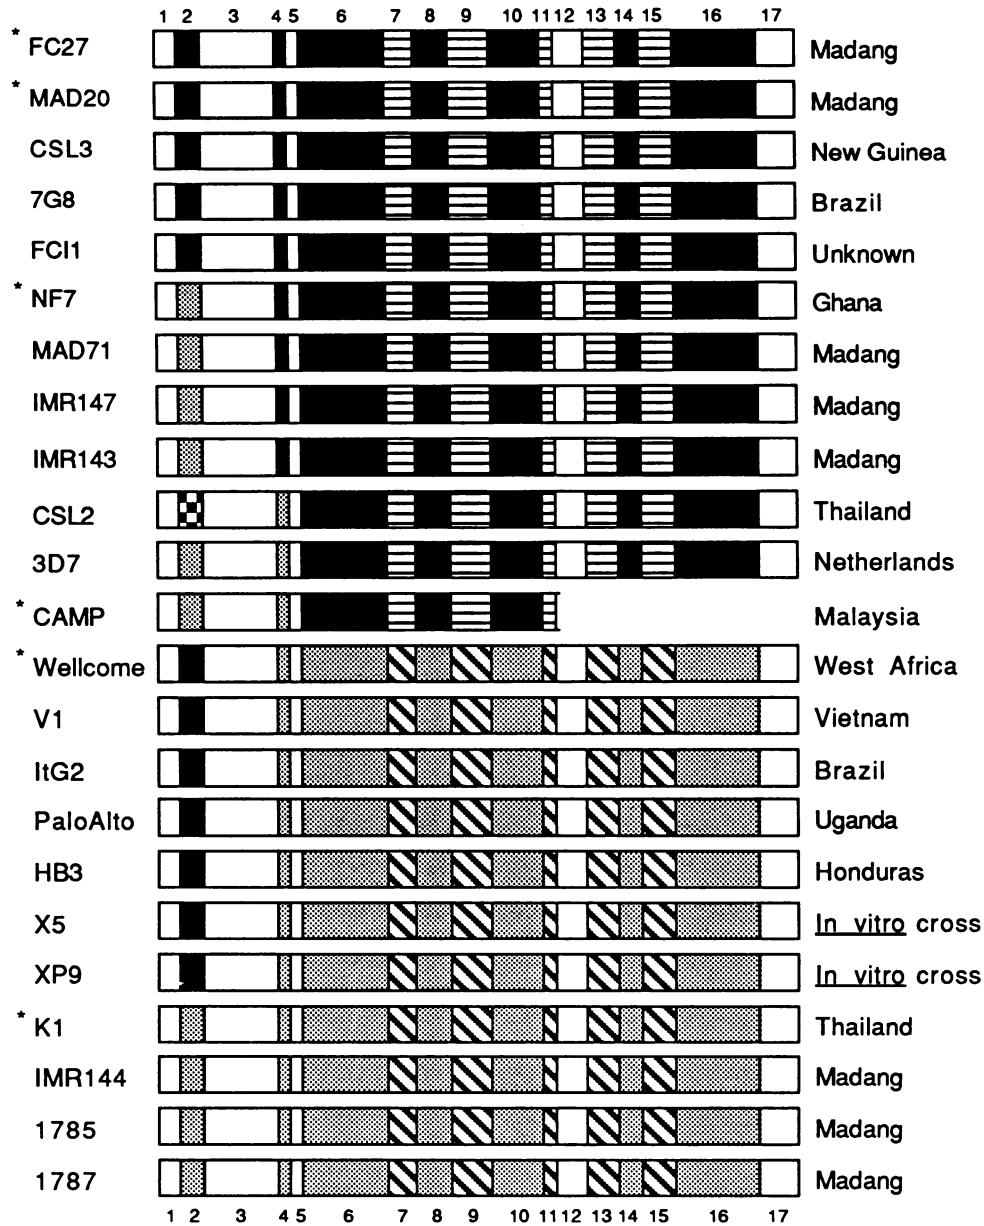 1 2 3 4 5 6 7 8 9 10 11 12 13 14 15 16 17
* FC27 Madang
* MAD20 Madang
CSL3 New Guinea
7G8 Brazil
FCI1 Unknown
* NF7 Ghana
MAD71 Madang
IMR147 Madang
IMR143 Madang
CSL2 Thailand
3D7 Netherlands
* CAMP Malaysia
* Wellcome West Africa
V1 Vietnam
ItG2 Brazil
PaloAlto Uganda
HB3 Honduras
X5 In vitro cross
XP9 In vitro cross
* K1 Thailand
IMR144 Madang
1785 Madang
1787 Madang
1 2 3 4 5 6 7 8 9 10 11 12 13 14 15 16 17